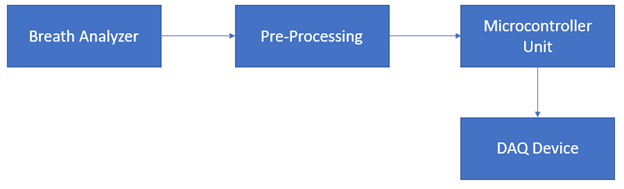 Breath Analyzer
Pre-Processing
Microcontroller
Unit
DAQ Device